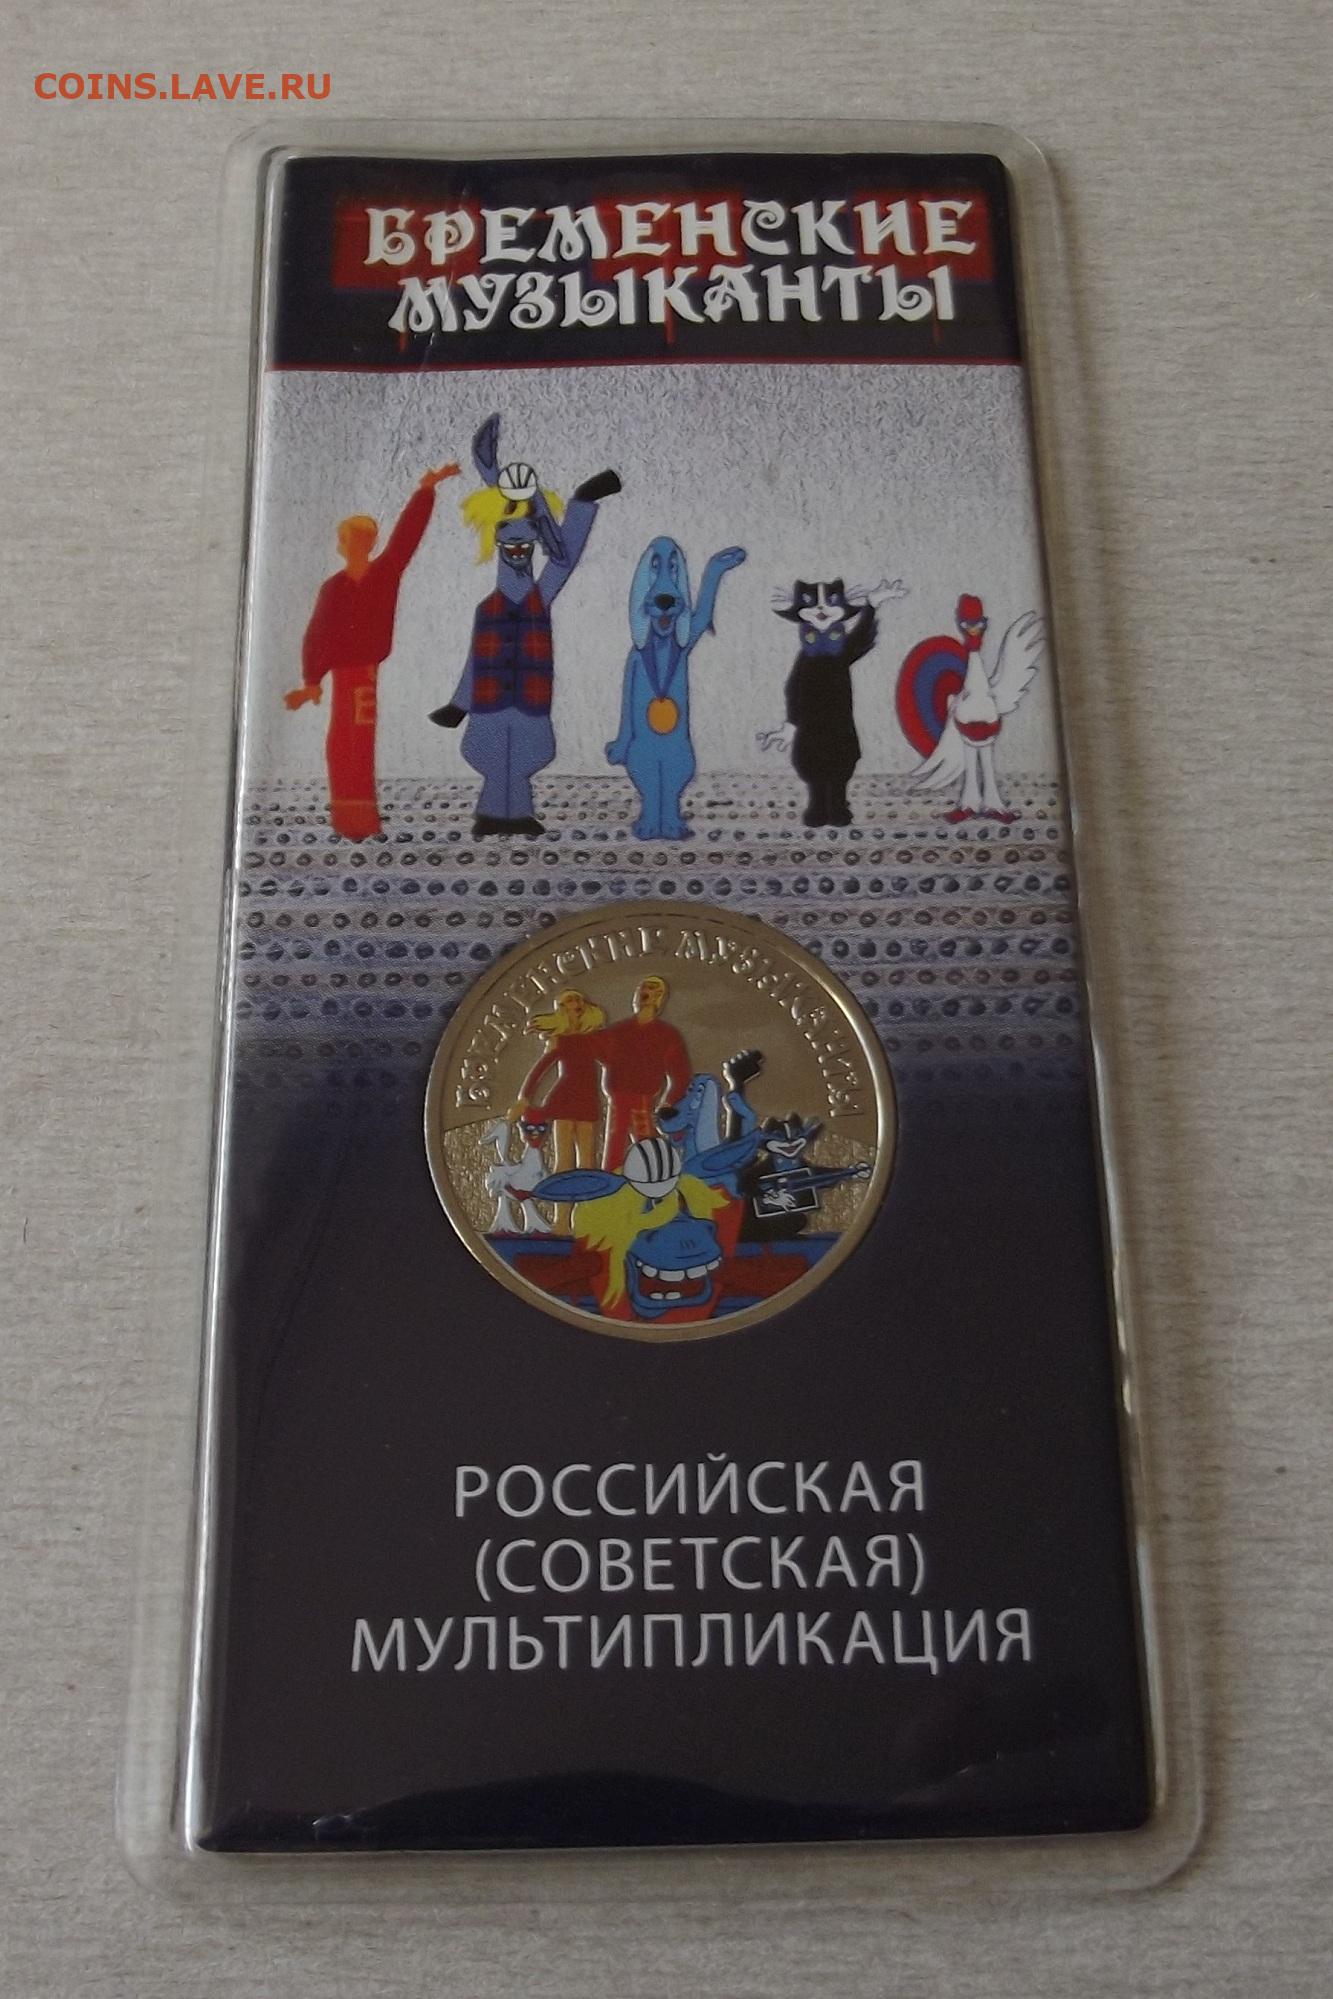 COINS.LAVE.RU
БРЕМЕНСКИЕ
МУЗЫКАНТЫ
Б
БРЕМЕНСКИЕ МУЗЫКАНТЫ
РОССИЙСКАЯ
(СОВЕТСКАЯ)
МУЛЬТИПЛИКАЦИЯ